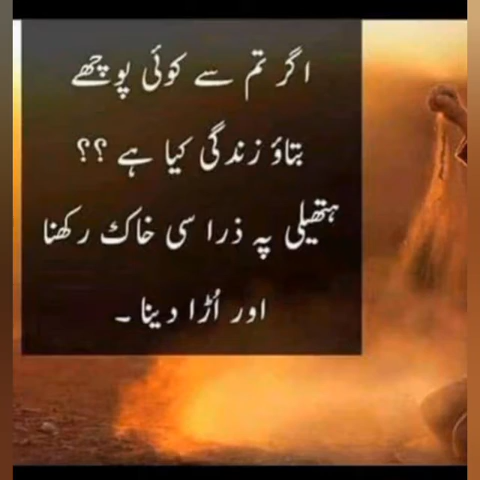 اگر تم سے کوئی پوچھے
بتاؤ زندگی کیا ہے ؟؟
ہتھیلی پہ ذرا سی خاک رکھنا
اور اُڑا دینا ۔